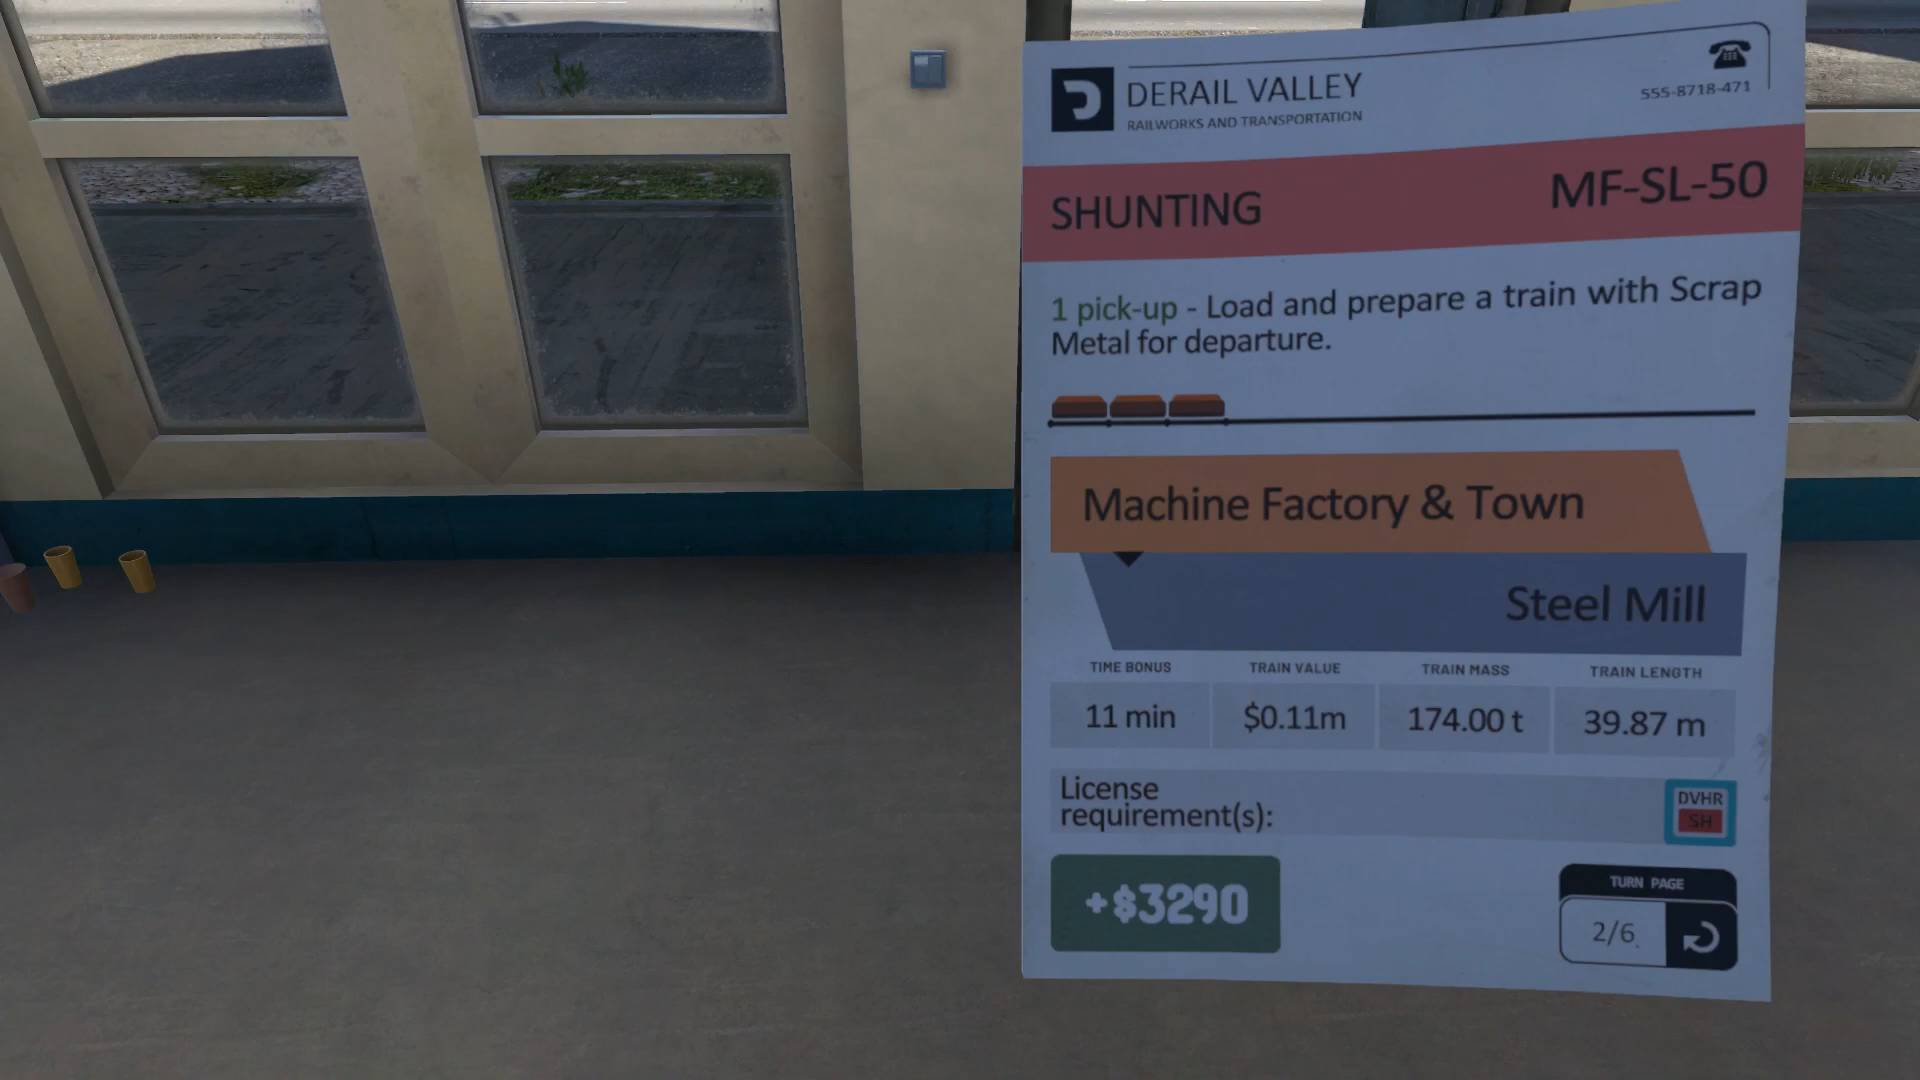 DERAIL VALLEY
RAILWORKS AND TRANSPORTATION
555-8718-471
SHUNTING
MF-SL-50
1 pick-up - Load and prepare a train with Scrap
Metal for departure.
Machine Factory & Town
Steel Mill
TIME BONUS
TRAIN VALUE
TRAIN MASS
TRAIN LENGTH
11 min
$0.11m
174.00 t
39.87 m
License
requirement(s):
DVHR
SH
+$3290
TURN PAGE
2/6